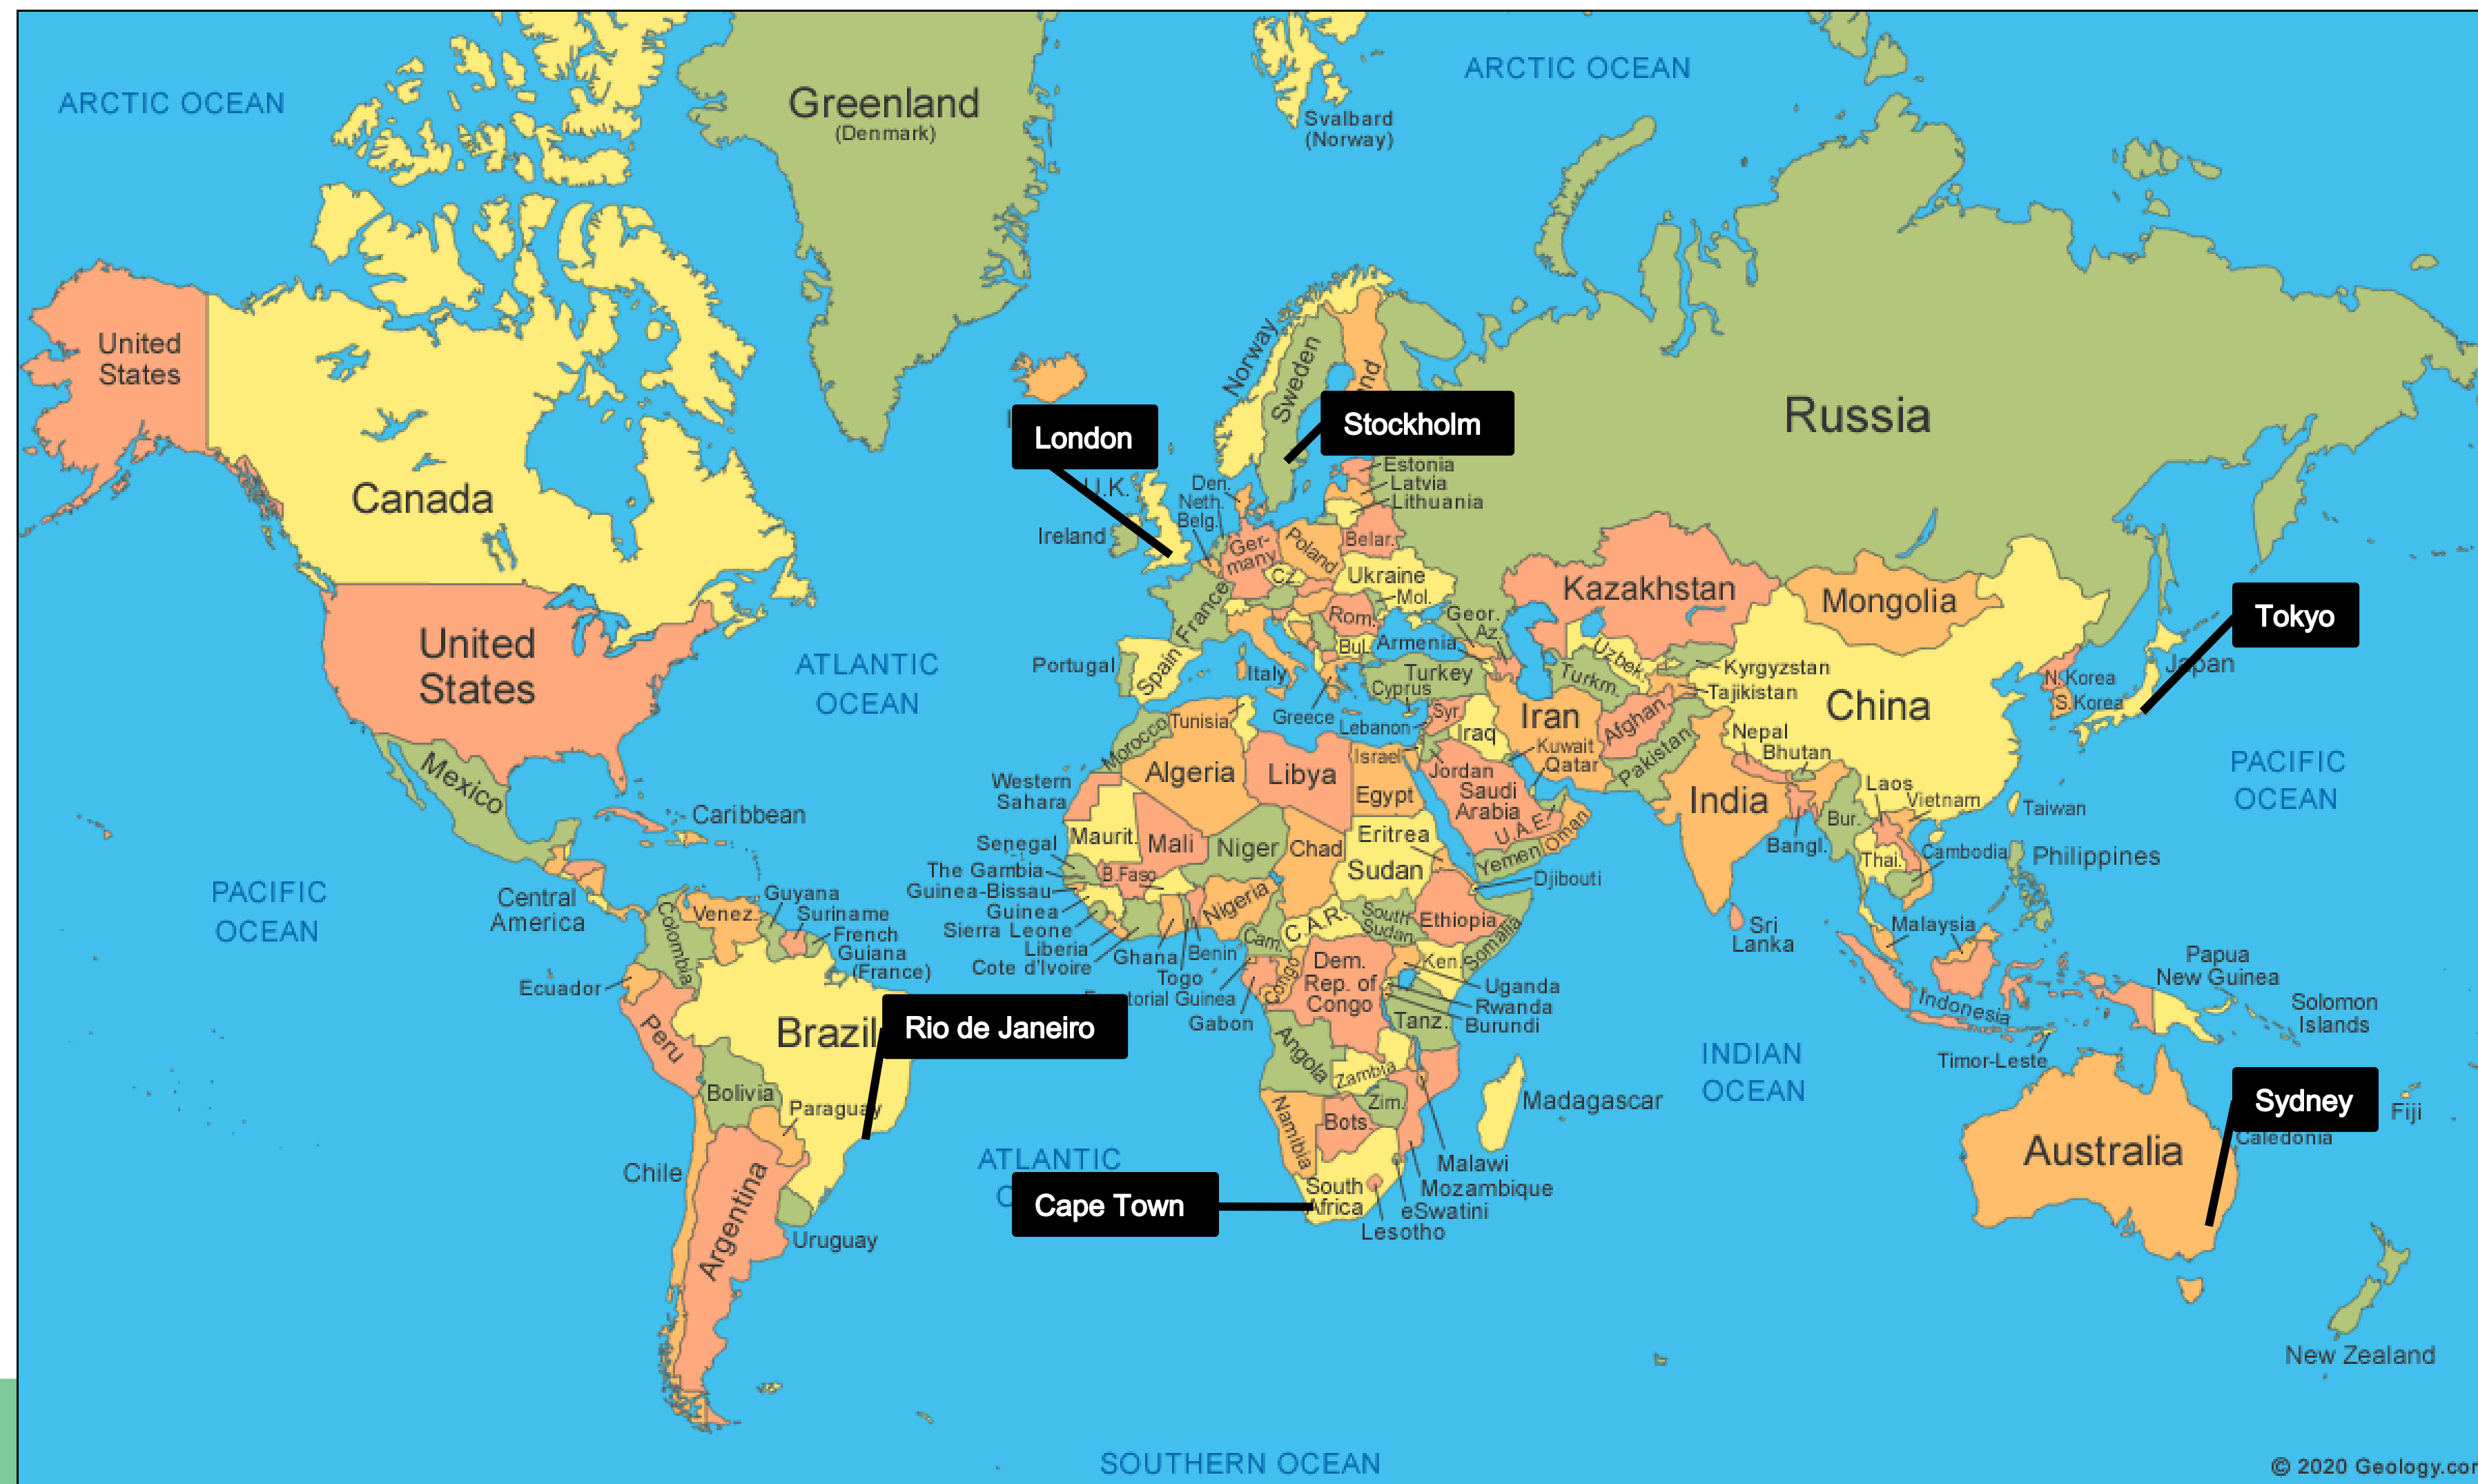 ARCTIC OCEAN
ARCTIC OCEAN
Greenland
(Denmark)
Svalbard
(Norway)
United
States
Norway
Sweden
Russia
London
Stockholm
Canada
U.K.
Ireland
Den.
Neth.
Belg.
Estonia
Latvia
Lithuania
Ger-
many
Poland
Belar.
Cz.
Ukraine
Mol.
France
Rom.
Bul.
Geor.
Az.
Armenia
Kazakhstan
Mongolia
Tokyo
United
States
ATLANTIC
OCEAN
Portugal
Spain
Italy
Greece
Turkey
Cyprus
Lebanon
Syr.
Iraq
Iran
Uzbek.
Turkm.
Kyrgyzstan
Tajikistan
Afghan.
China
N. Korea
S. Korea
Japan
Mexico
Morocco
Tunisia
Algeria
Libya
Israel
Egypt
Jordan
Kuwait
Qatar
Saudi
Arabia
U.A.E.
Oman
Yemen
Pakistan
Nepal
Bhutan
India
Bangl.
Bur.
Laos
Vietnam
Thai.
Cambodia
Taiwan
Philippines
PACIFIC
OCEAN
Western
Sahara
Caribbean
Maurit.
Mali
Niger
Chad
Eritrea
Sudan
Djibouti
Senegal
The Gambia
Guinea-Bissau
Guinea
Sierra Leone
Liberia
Cote d'Ivoire
B.Faso
Ghana
Togo
Benin
Nigeria
Cam.
C.A.R.
South
Sudan
Ethiopia
Somalia
PACIFIC
OCEAN
Central
America
Venez.
Guyana
Suriname
French
Guiana
(France)
Colombia
Ecuador
torial Guinea
Gabon
Congo
Dem.
Rep. of
Congo
Ken.
Uganda
Rwanda
Burundi
Tanz.
Sri
Lanka
Malaysia
Indonesia
Papua
New Guinea
Solomon
Islands
Timor-Leste
Peru
Brazil
Rio de Janeiro
Bolivia
Paraguay
Angola
Zambia
Zim.
Namibia
Bots.
Malawi
Mozambique
Madagascar
INDIAN
OCEAN
Australia
Sydney
Caledonia
Fiji
Chile
Argentina
Uruguay
ATLANTIC
Cape Town
South
Africa
eSwatini
Lesotho
New Zealand
SOUTHERN OCEAN
© 2020 Geology.com